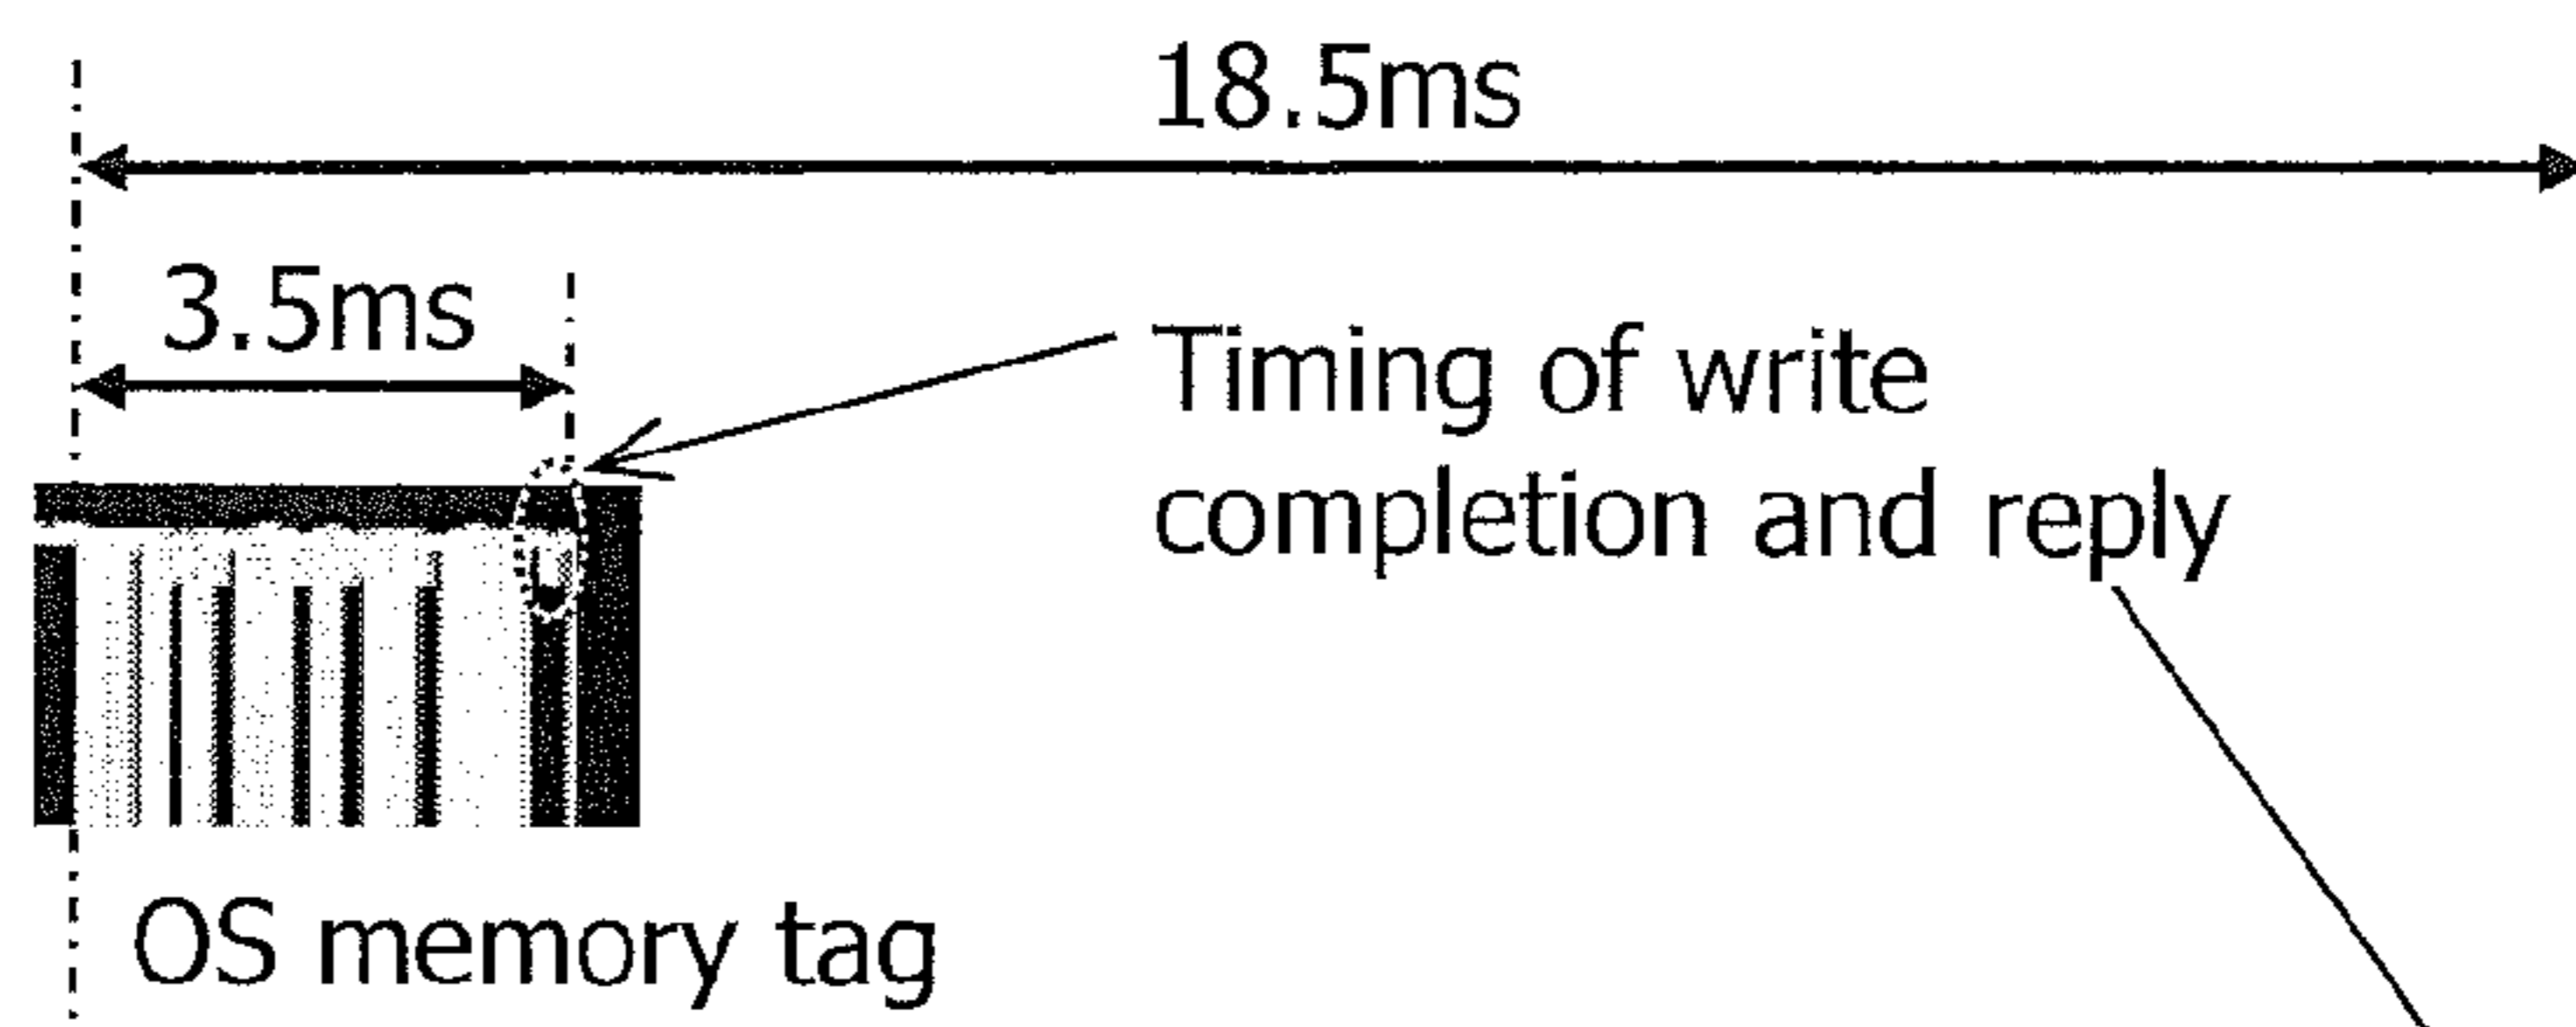 18.5ms
3.5ms
Timing of write
completion and reply
OS memory tag